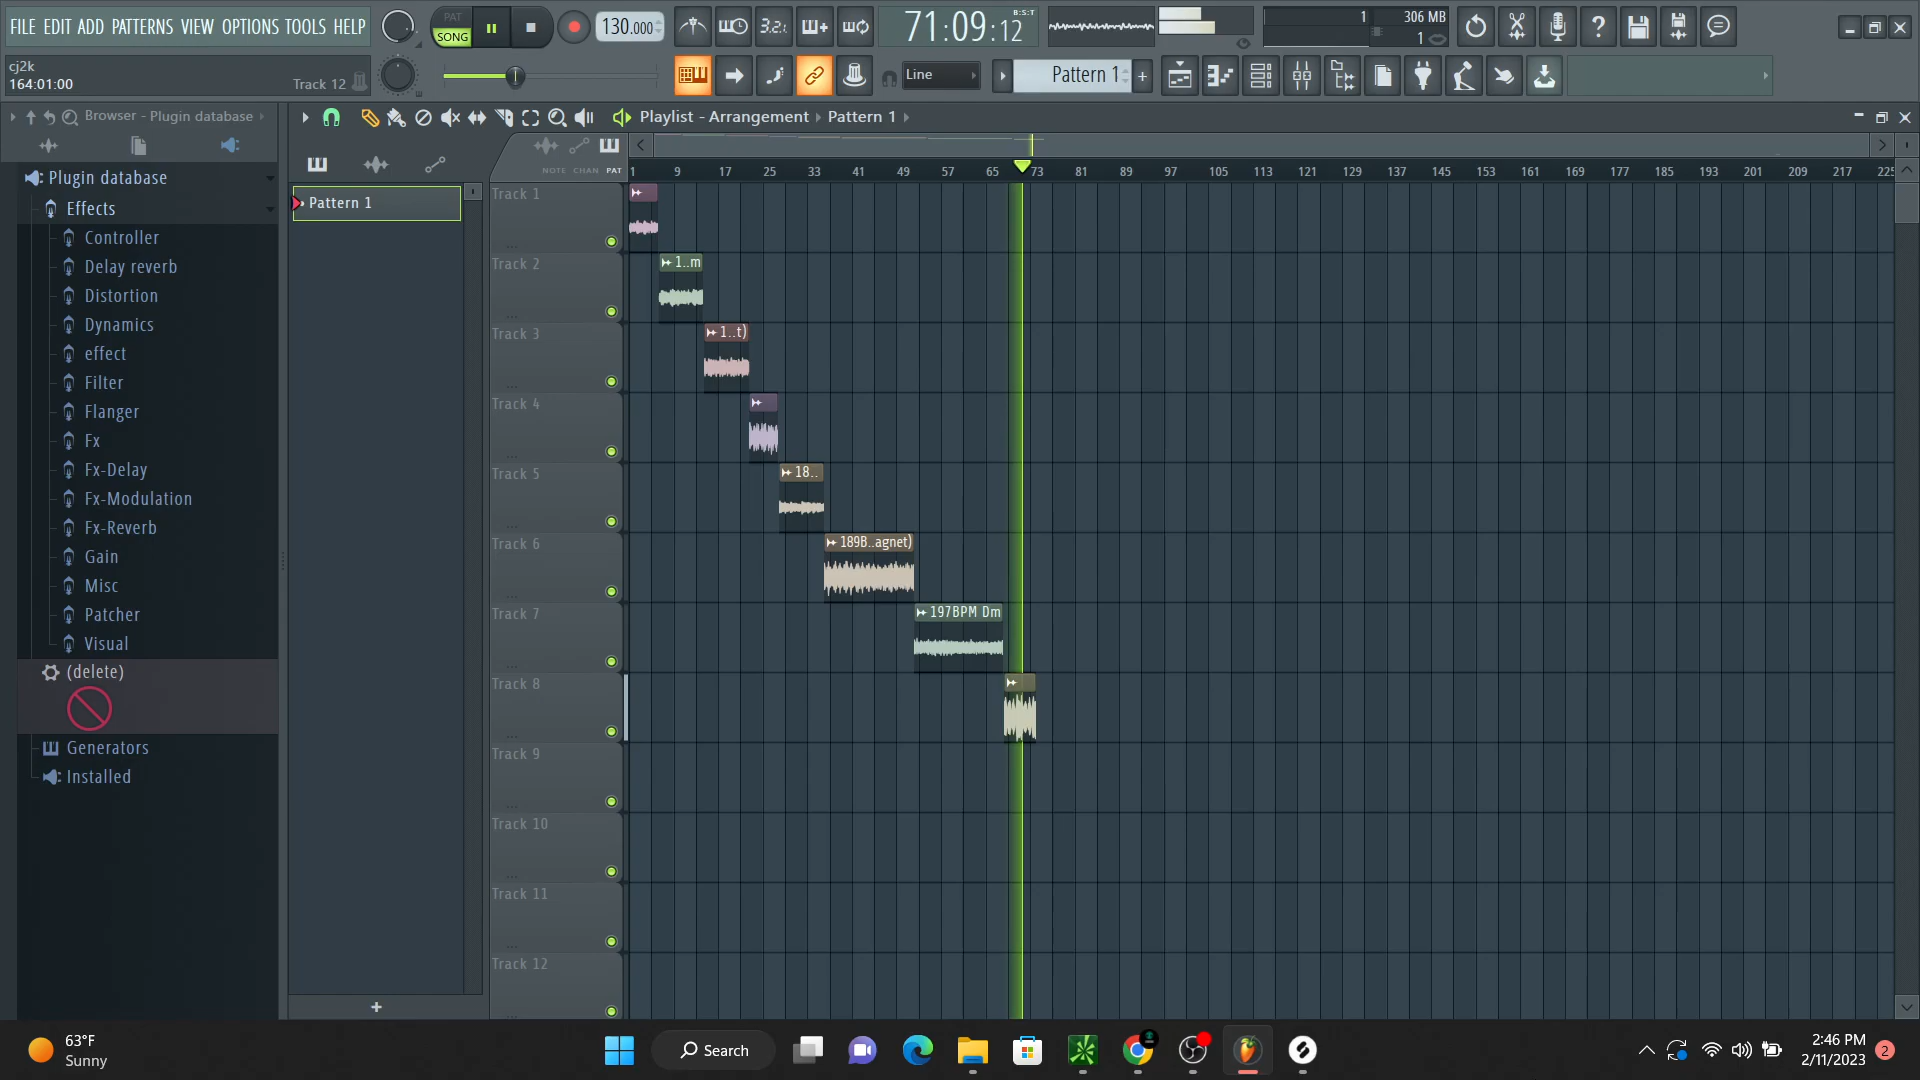 FILE EDIT ADD PATTERNS VIEW OPTIONS TOOLS HELP
PAT
SONG
130.000
3.2.1
71:09:12
B:S:T
1
306 MB
1
cj2k
164:01:00
Track 12
Line
Pattern 1
Browser - Plugin database
Playlist - Arrangement › Pattern 1
Plugin database
Effects
Controller
Delay reverb
Distortion
Dynamics
effect
Filter
Flanger
Fx
Fx-Delay
Fx-Modulation
Fx-Reverb
Gain
Misc
Patcher
Visual
(delete)
Generators
Installed
Pattern 1
NOTE CHAN PAT
1 9 17 25 33 41 49 57 65 73 81 89 97 105 113 121 129 137 145 153 161 169 177 185 193 201 209 217 225
Track 1
Track 2
1..m
Track 3
1..t)
Track 4
Track 5
18..
Track 6
189B..agnet)
Track 7
197BPM Dm
Track 8
Track 9
Track 10
Track 11
Track 12
63°F
Sunny
Search
2:46 PM
2/11/2023
2